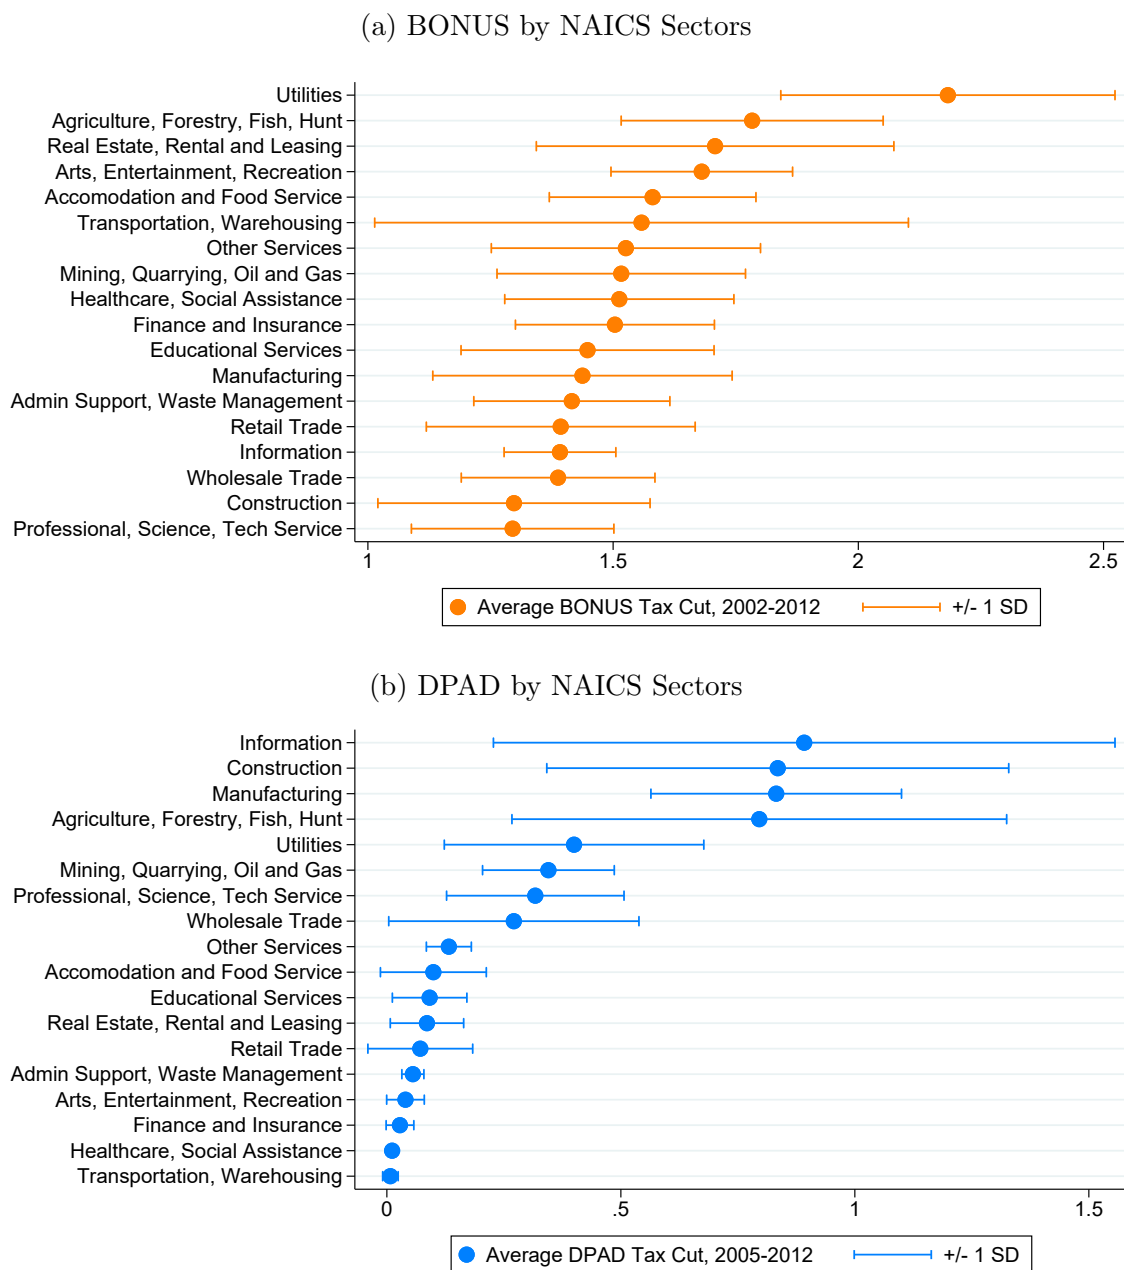 (a) BONUS by NAICS Sectors
Utilities
Agriculture, Forestry, Fish, Hunt
Real Estate, Rental and Leasing
Arts, Entertainment, Recreation
Accomodation and Food Service
Transportation, Warehousing
Other Services
Mining, Quarrying, Oil and Gas
Healthcare, Social Assistance
Finance and Insurance
Educational Services
Manufacturing
Admin Support, Waste Management
Retail Trade
Information
Wholesale Trade
Construction
Professional, Science, Tech Service
1 1.5 2 2.5
Average BONUS Tax Cut, 2002-2012 +/- 1 SD
(b) DPAD by NAICS Sectors
Information
Construction
Manufacturing
Agriculture, Forestry, Fish, Hunt
Utilities
Mining, Quarrying, Oil and Gas
Professional, Science, Tech Service
Wholesale Trade
Other Services
Accomodation and Food Service
Educational Services
Real Estate, Rental and Leasing
Retail Trade
Admin Support, Waste Management
Arts, Entertainment, Recreation
Finance and Insurance
Healthcare, Social Assistance
Transportation, Warehousing
0 .5 1 1.5
Average DPAD Tax Cut, 2005-2012 +/- 1 SD